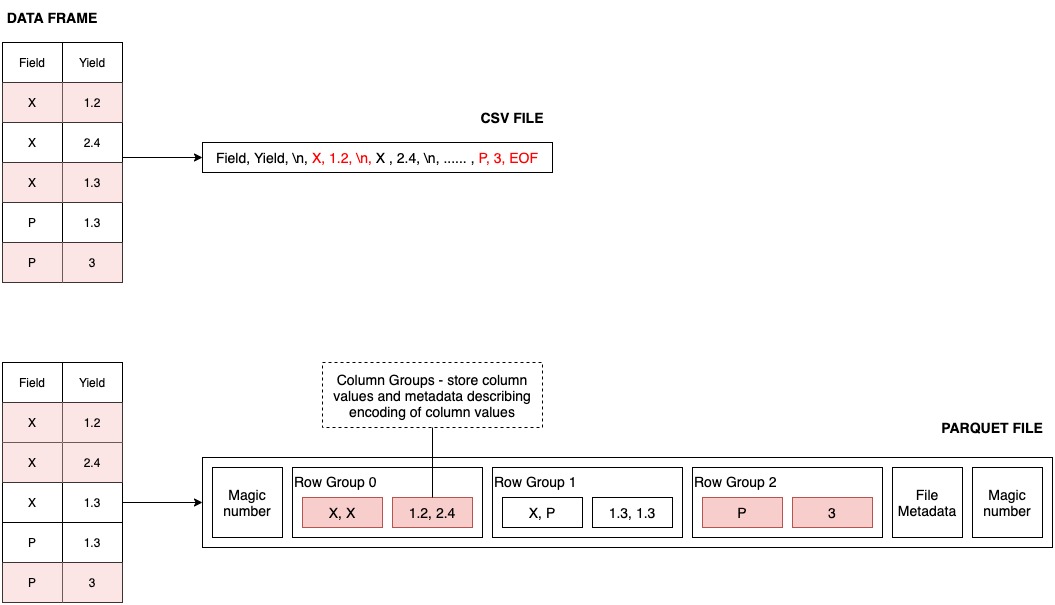 DATA FRAME
Field Yield
X 1.2
X 2.4
X 1.3
P 1.3
P 3
CSV FILE
Field, Yield, \n, X, 1.2, \n, X , 2.4, \n, ...... , P, 3, EOF
Field Yield
X 1.2
X 2.4
X 1.3
P 1.3
P 3
Column Groups - store column
values and metadata describing
encoding of column values
PARQUET FILE
Magic
number
Row Group 0
X, X
1.2, 2.4
Row Group 1
X, P
1.3, 1.3
Row Group 2
P
3
File
Metadata
Magic
number